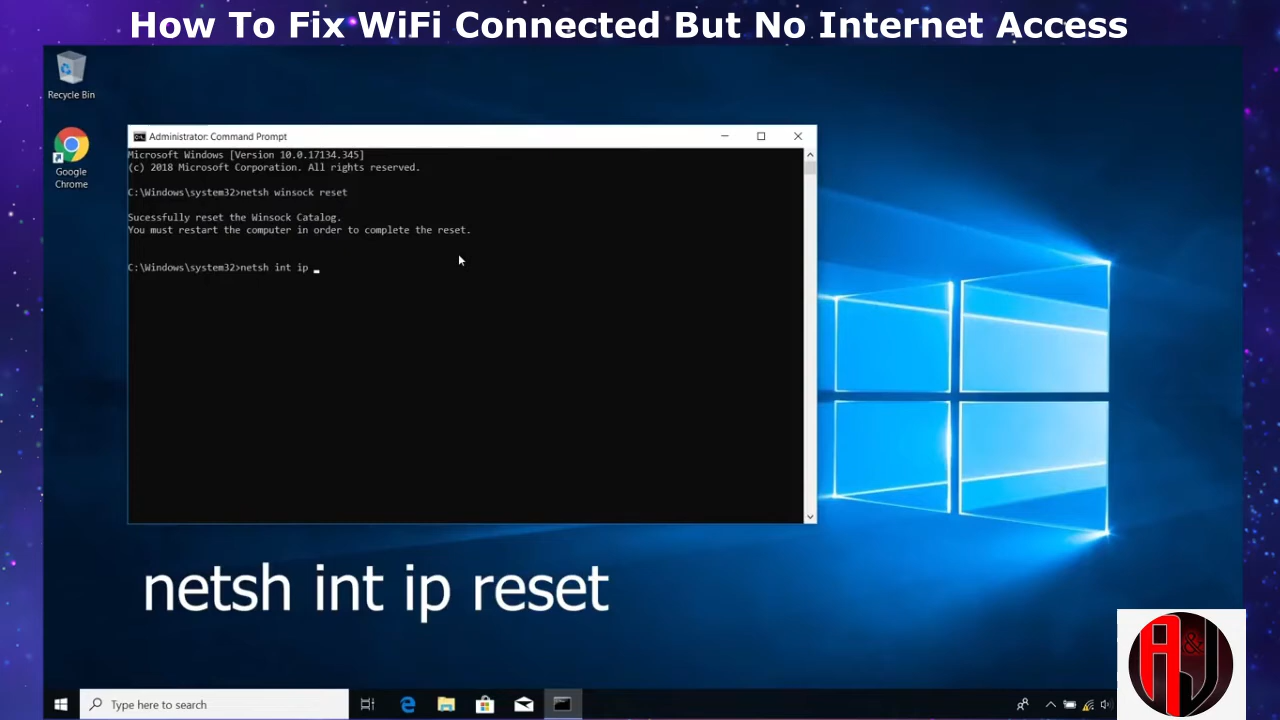 How To Fix WiFi Connected But No Internet Access
Recycle Bin
Google
Chrome
Administrator: Command Prompt
Microsoft Windows [Version 10.0.17134.345]
(c) 2018 Microsoft Corporation. All rights reserved.
C:\Windows\system32>netsh winsock reset
Sucessfully reset the Winsock Catalog.
You must restart the computer in order to complete the reset.
C:\Windows\system32>netsh int ip _
netsh int ip reset
Type here to search
A&J